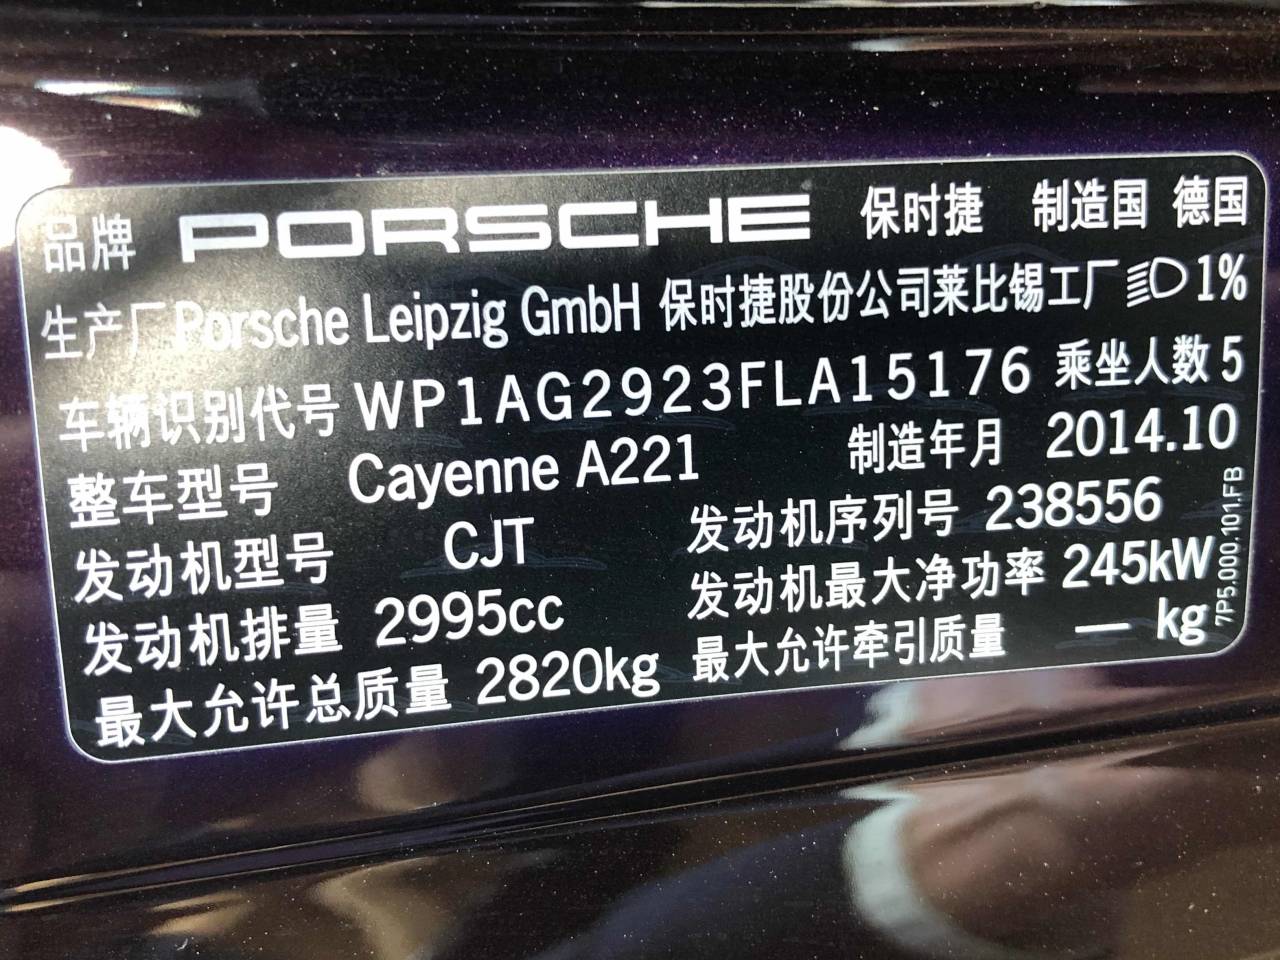 品牌 PORSCHE 保时捷 制造国 德国
生产厂 Porsche Leipzig GmbH 保时捷股份公司莱比锡工厂 1%
车辆识别代号 WP1AG2923FLA15176 乘坐人数 5
整车型号 Cayenne A221 制造年月 2014.10
发动机型号 CJT 发动机序列号 238556
发动机排量 2995cc 发动机最大净功率 245kW
最大允许总质量 2820kg 最大允许牵引质量 — kg
7P5.000.101.FB